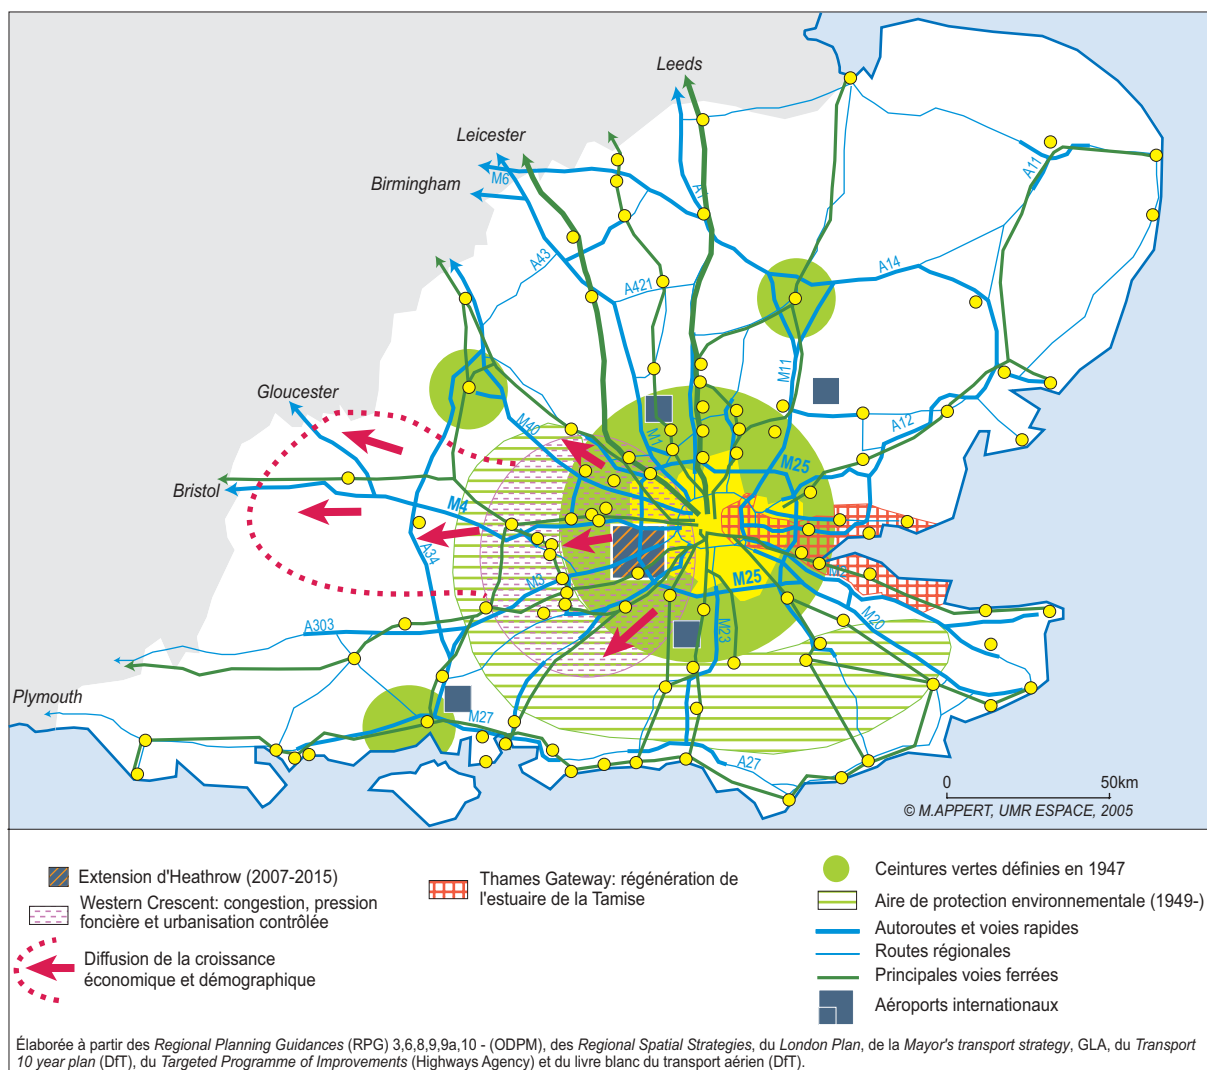 Leeds
Leicester
Birmingham
M6
A1
A11
A43
A14
A421
Gloucester
M11
M40
M1
A12
M25
Bristol
M4
A34
M3
M25
M2
M20
A303
M23
Plymouth
M27
A27
0 50km
© M.APPERT, UMR ESPACE, 2005
Extension d'Heathrow (2007-2015)
Western Crescent: congestion, pression
foncière et urbanisation contrôlée
Diffusion de la croissance
économique et démographique
Thames Gateway: régénération de
l'estuaire de la Tamise
Ceintures vertes définies en 1947
Aire de protection environnementale (1949-)
Autoroutes et voies rapides
Routes régionales
Principales voies ferrées
Aéroports internationaux
Élaborée à partir des Regional Planning Guidances (RPG) 3,6,8,9,9a,10 - (ODPM), des Regional Spatial Strategies, du London Plan, de la Mayor's transport strategy, GLA, du Transport
10 year plan (DfT), du Targeted Programme of Improvements (Highways Agency) et du livre blanc du transport aérien (DfT).